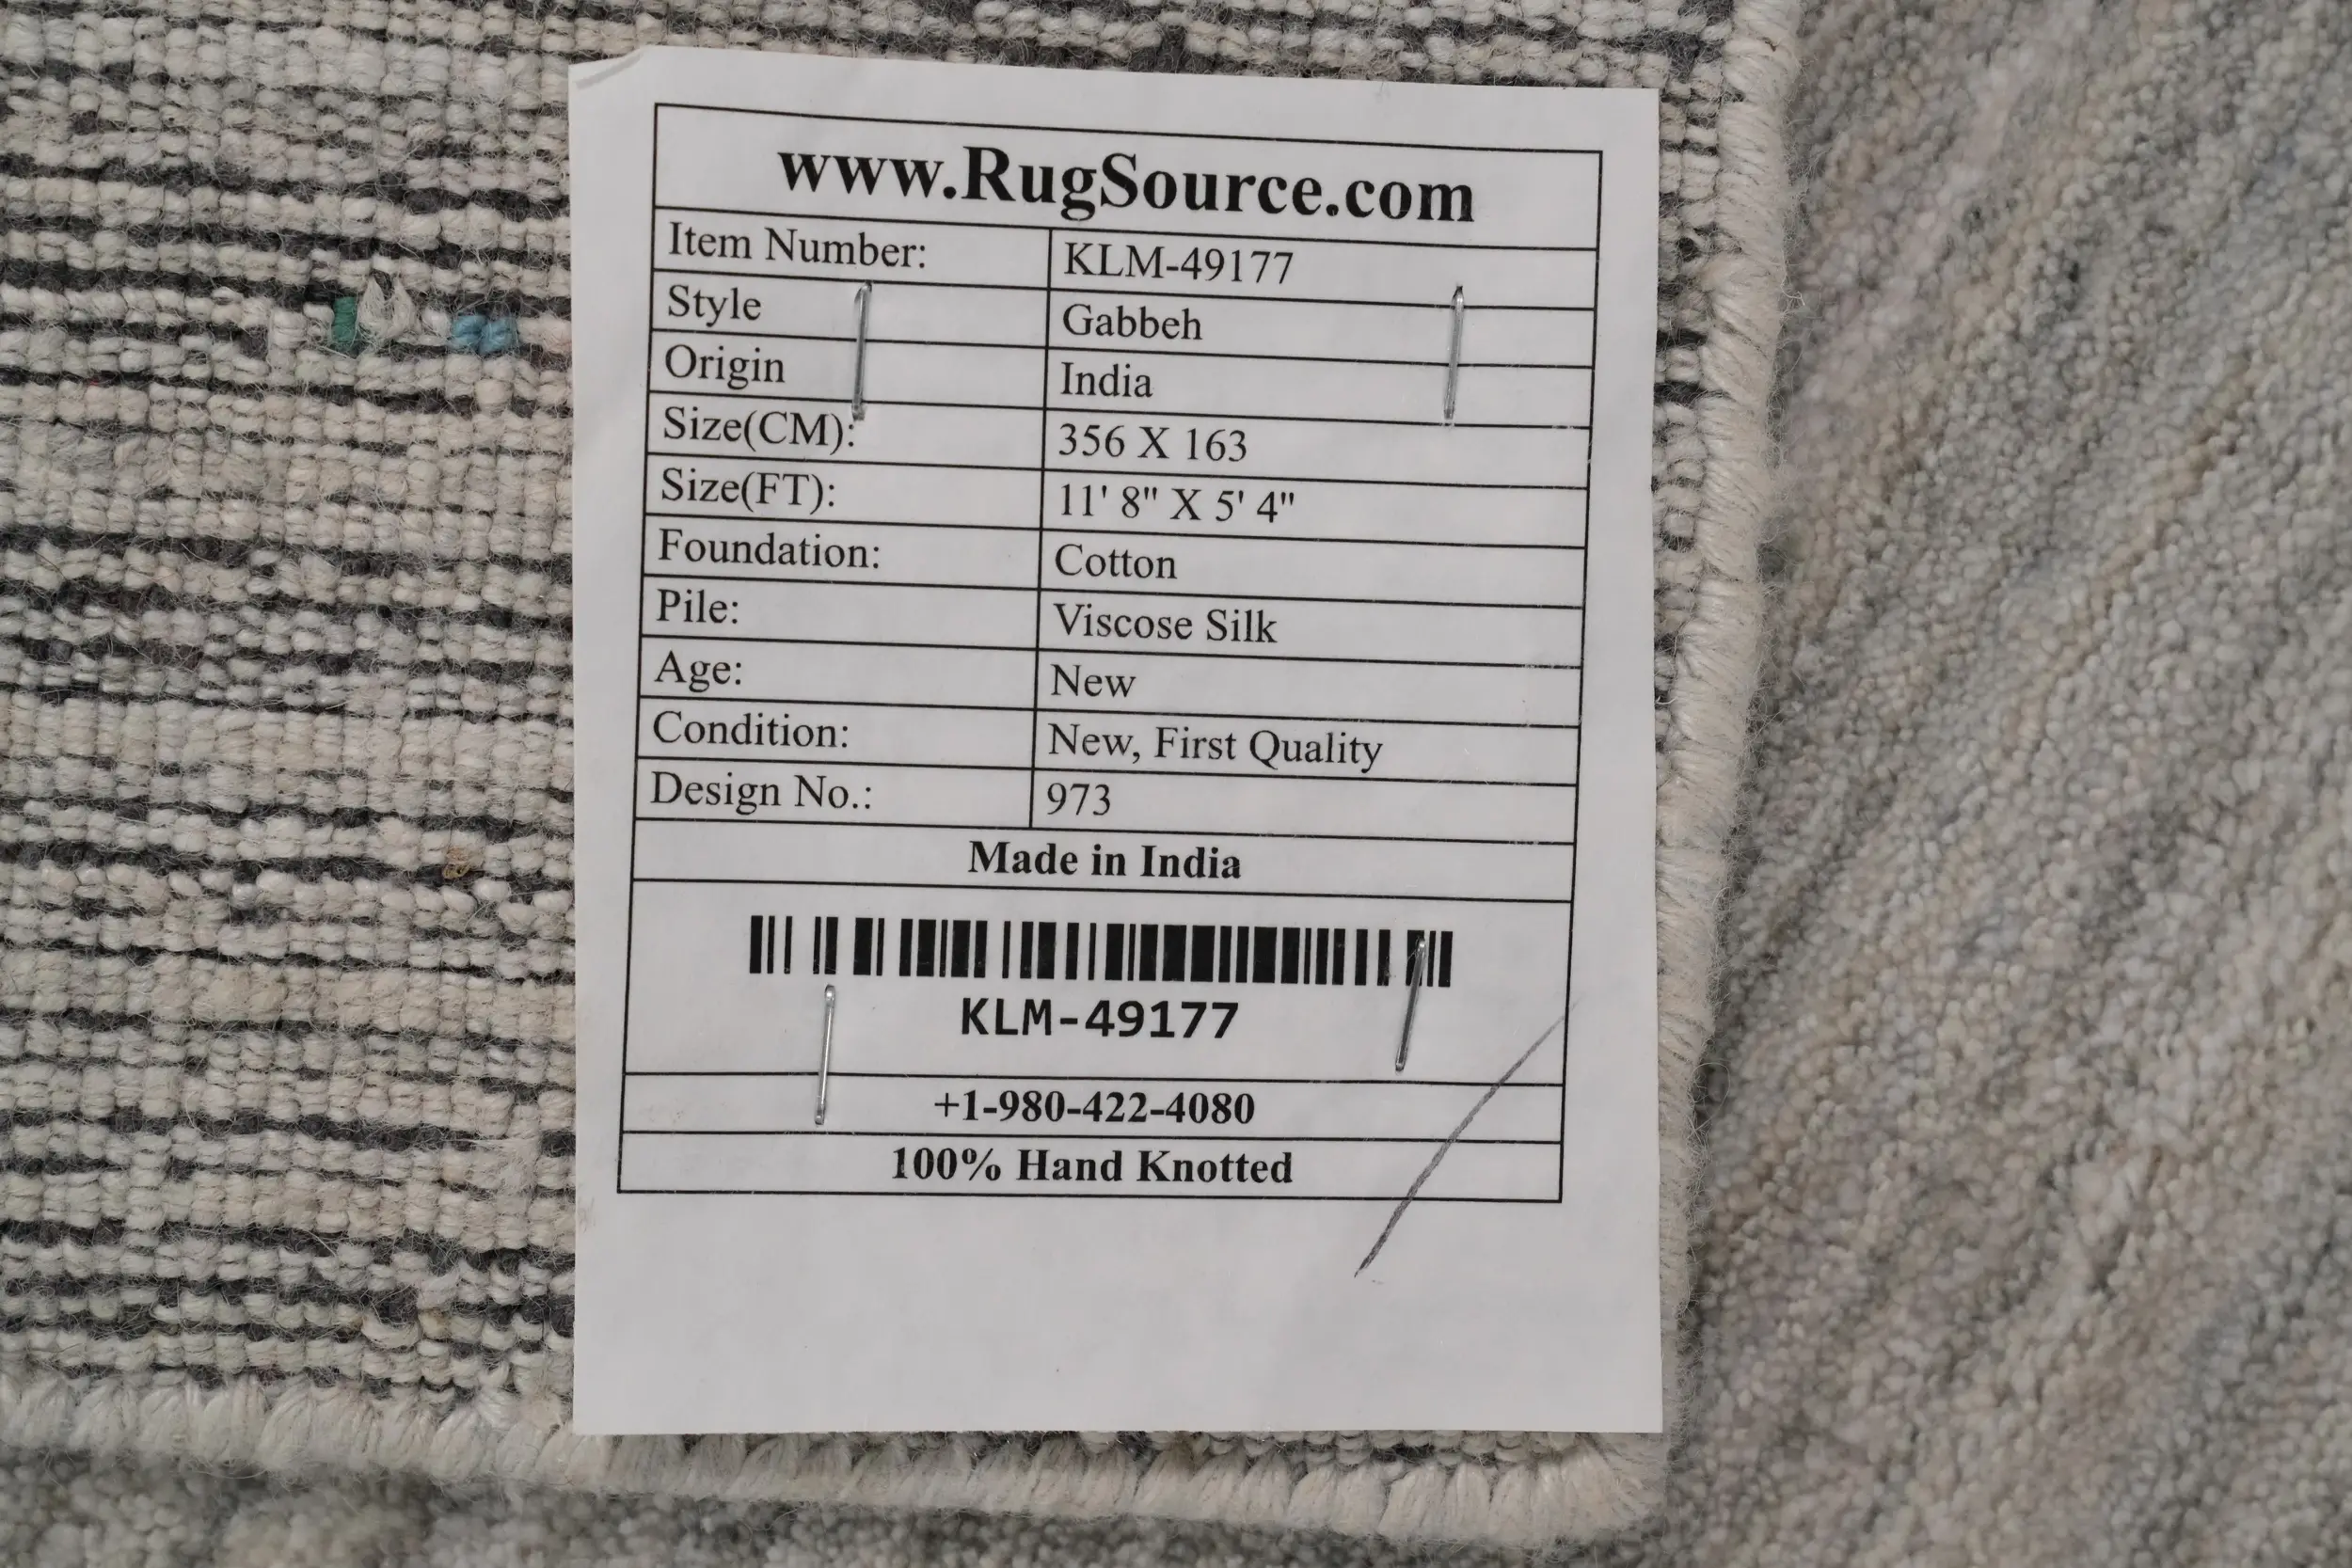 www.RugSource.com
Item Number: KLM-49177
Style Gabbeh
Origin India
Size(CM): 356 X 163
Size(FT): 11' 8" X 5' 4"
Foundation: Cotton
Pile: Viscose Silk
Age: New
Condition: New, First Quality
Design No.: 973
Made in India
KLM-49177
+1-980-422-4080
100% Hand Knotted